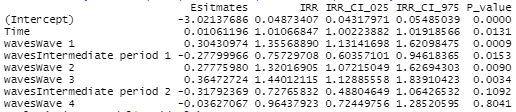 Esitmates IRR IRR_CI_025 IRR_CI_975 P_value
(Intercept) -3.02137686 0.04873407 0.04317971 0.05485039 0.0000
Time 0.01061196 1.01066847 1.00223882 1.01918566 0.0131
wavesWave 1 0.30430974 1.35568890 1.13141698 1.62098475 0.0009
wavesIntermediate period 1 -0.27799966 0.75729708 0.60357101 0.94618365 0.0153
wavesWave 2 0.27775980 1.32016905 1.07215049 1.62694303 0.0090
wavesWave 3 0.36472724 1.44012115 1.12885558 1.83910423 0.0034
wavesIntermediate period 2 -0.31792369 0.72765832 0.48804649 1.06426532 0.1092
wavesWave 4 -0.03627067 0.96437923 0.72449756 1.28520595 0.8041